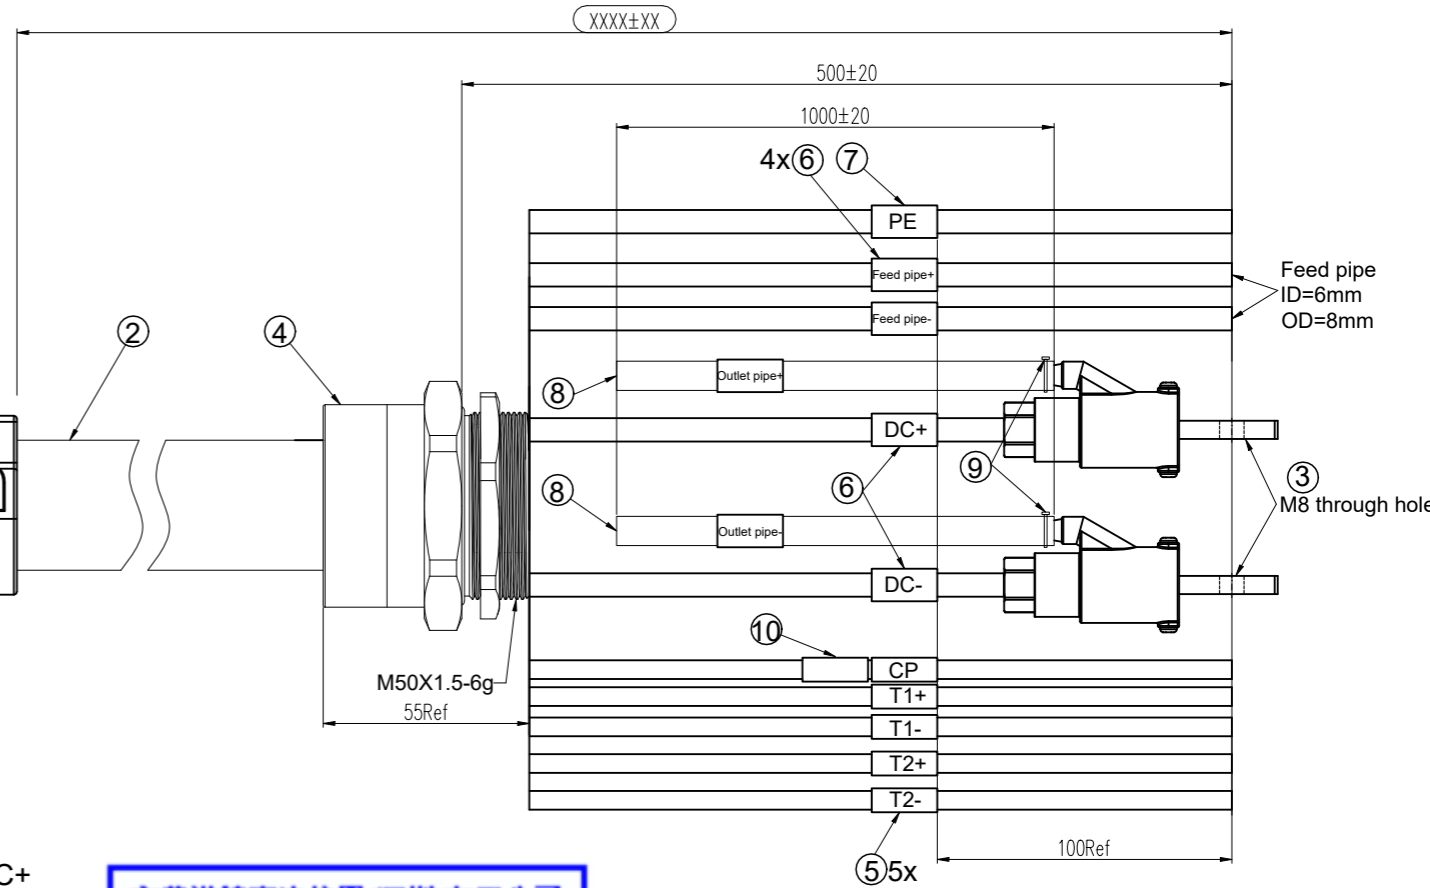 XXXX±XX
500±20
1000±20
4x⑥ ⑦
PE
Feed pipe+
Feed pipe-
Feed pipe
ID=6mm
OD=8mm
②
④
⑧
Outlet pipe+
DC+
⑨
⑥
③
M8 through hole
⑧
Outlet pipe-
DC-
⑩
CP
M50X1.5-6g
T1+
55Ref
T1-
T2+
T2-
100Ref
⑤5x
C+